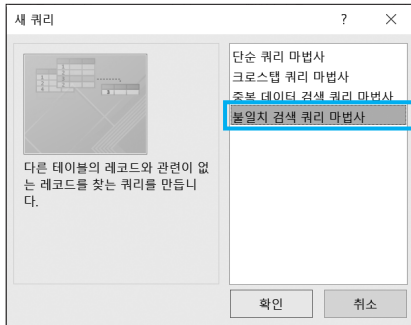 새 쿼리
단순 쿼리 마법사
크로스탭 쿼리 마법사
중복 데이터 검색 쿼리 마법사
불일치 검색 쿼리 마법사
다른 테이블의 레코드와 관련이 없
는 레코드를 찾는 쿼리를 만듭니
다.
확인
취소